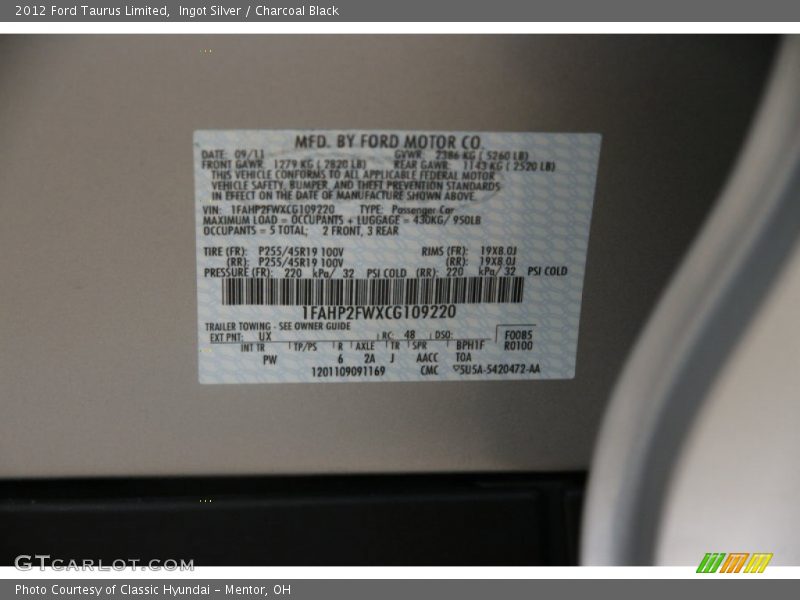 2012 Ford Taurus Limited, Ingot Silver / Charcoal Black
MFD. BY FORD MOTOR CO.
DATE: 09/11 GVWR: 2386 KG ( 5260 LB)
FRONT GAWR: 1279 KG ( 2820 LB) REAR GAWR: 1143 KG ( 2520 LB)
THIS VEHICLE CONFORMS TO ALL APPLICABLE FEDERAL MOTOR
VEHICLE SAFETY, BUMPER, AND THEFT PREVENTION STANDARDS
IN EFFECT ON THE DATE OF MANUFACTURE SHOWN ABOVE.
VIN: 1FAHP2FWXCG109220 TYPE: Passenger Car
MAXIMUM LOAD = OCCUPANTS + LUGGAGE = 430KG/ 950LB
OCCUPANTS = 5 TOTAL; 2 FRONT, 3 REAR
TIRE (FR): P255/45R19 100V RIMS (FR): 19X8.0J
(RR): P255/45R19 100V (RR): 19X8.0J
PRESSURE (FR): 220 kPa/ 32 PSI COLD (RR): 220 kPa/ 32 PSI COLD
1FAHP2FWXCG109220
TRAILER TOWING - SEE OWNER GUIDE
EXT PNT: UX RC: 48 DSO: F0085
INT TR TP/PS R AXLE TR SPR BPH1F R0100
PW 6 2A J AACC TOA
1201109091169 CMC 5U5A-5420472-AA
GTCARLOT.COM
Photo Courtesy of Classic Hyundai - Mentor, OH